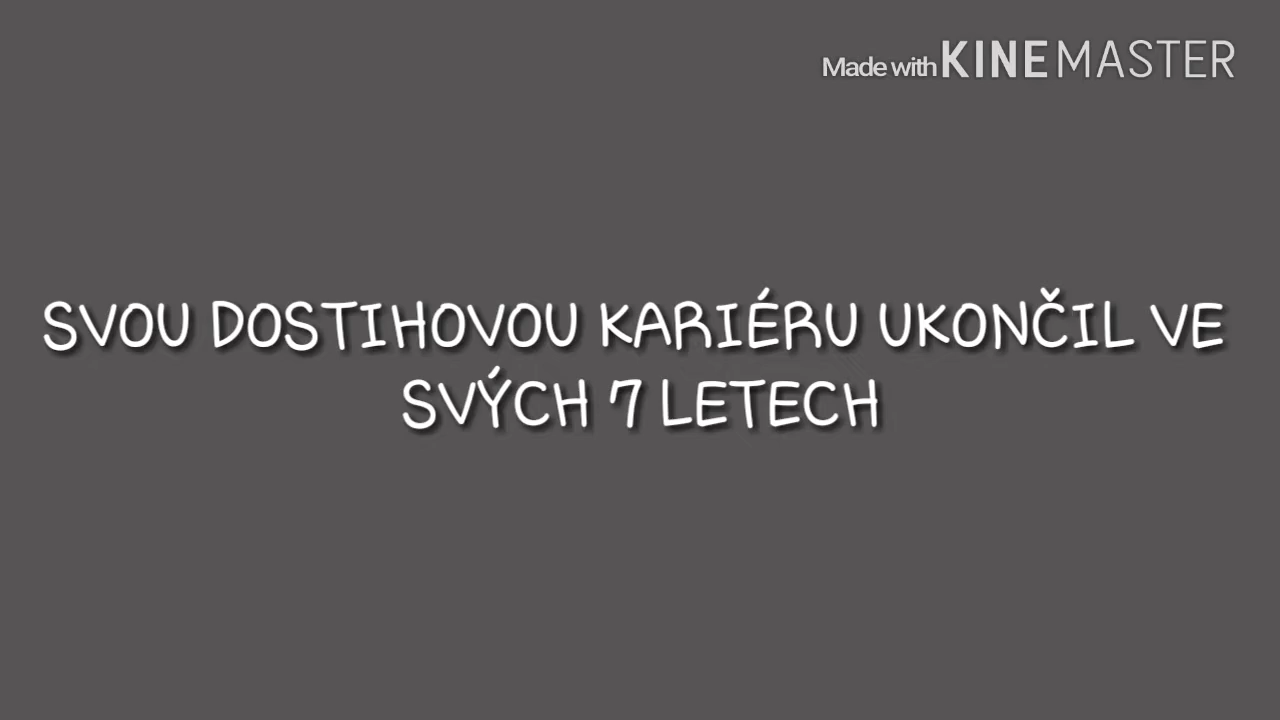 Made with KINEMASTER
SVOU DOSTIHOVOU KARIÉRU UKONČIL VE
SVÝCH 7 LETECH